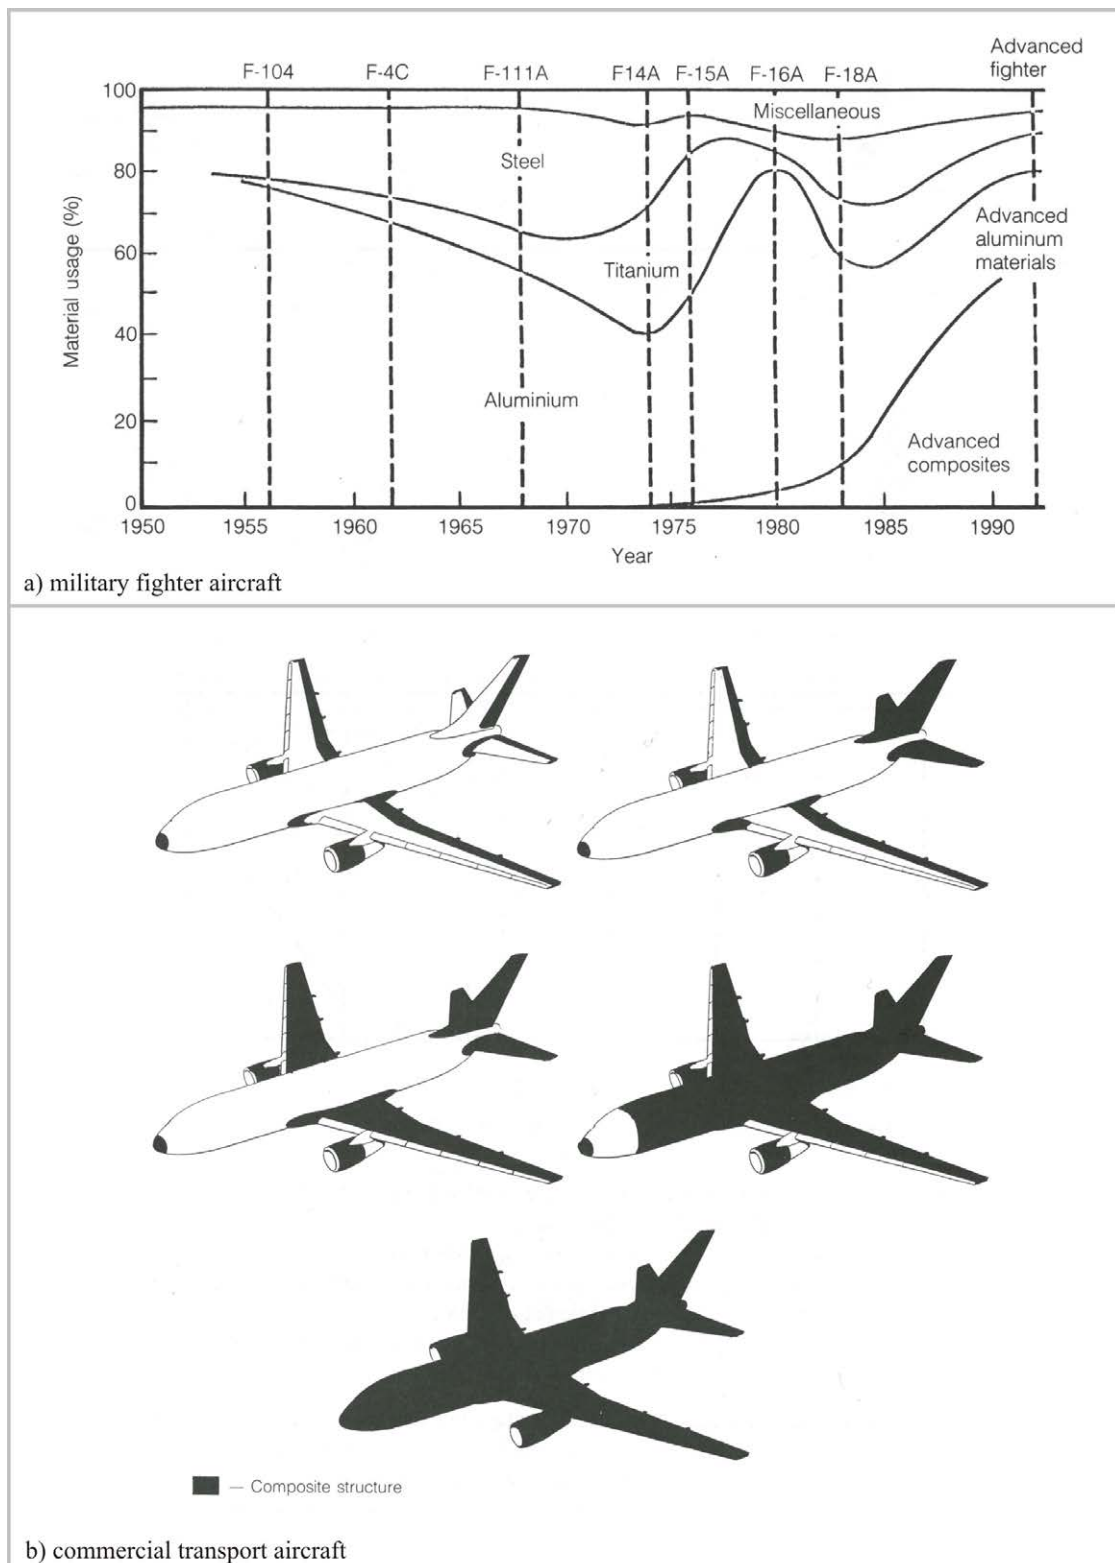 Advanced
fighter
F-104 F-4C F-111A F14A F-15A F-16A F-18A
100
Miscellaneous
Steel
80
Advanced
aluminum
materials
Titanium
60
Material usage (%)
40
Aluminium
20
Advanced
composites
0
1950 1955 1960 1965 1970 1975 1980 1985 1990
Year
a) military fighter aircraft
— Composite structure
b) commercial transport aircraft